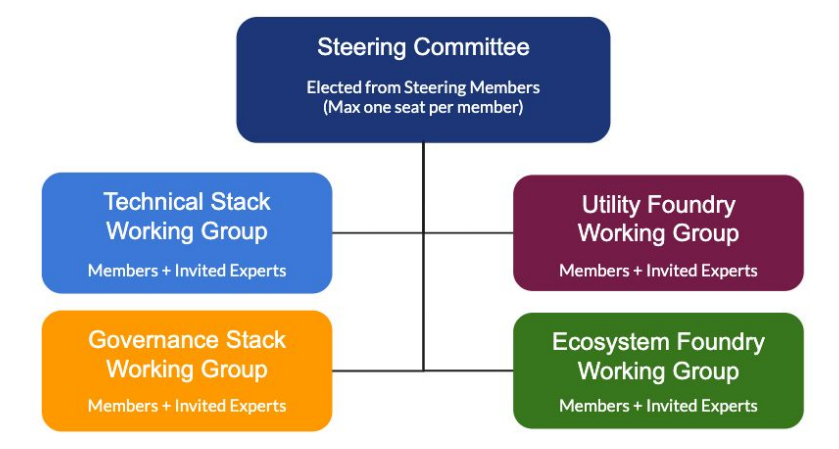 Steering Committee
Elected from Steering Members
(Max one seat per member)
Technical Stack
Working Group
Members + Invited Experts
Utility Foundry
Working Group
Members + Invited Experts
Governance Stack
Working Group
Members + Invited Experts
Ecosystem Foundry
Working Group
Members + Invited Experts